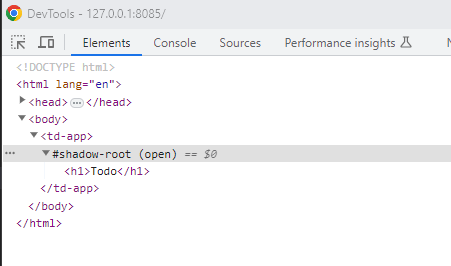 DevTools - 127.0.0.1:8085/
Elements Console Sources Performance insights
<!DOCTYPE html>
<html lang="en">
<head> ⋯ </head>
<body>
<td-app>
⋯ #shadow-root (open) == $0
<h1>Todo</h1>
</td-app>
</body>
</html>